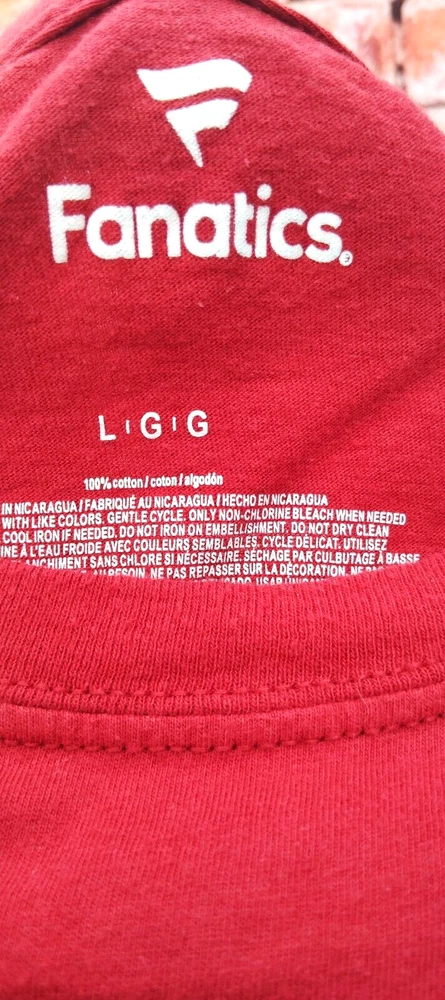 Fanatics®
L | G | G
100% cotton / coton / algodón
IN NICARAGUA / FABRIQUÉ AU NICARAGUA / HECHO EN NICARAGUA
WITH LIKE COLORS. GENTLE CYCLE. ONLY NON-CHLORINE BLEACH WHEN NEEDED
COOL IRON IF NEEDED. DO NOT IRON ON EMBELLISHMENT. DO NOT DRY CLEAN
À L'EAU FROIDE AVEC COULEURS SEMBLABLES. CYCLE DÉLICAT. UTILISEZ
SANS CHLORE SI NÉCESSAIRE. SÉCHAGE PAR CULBUTAGE À BASSE
BESOIN. NE PAS REPASSER SUR LA DÉCORATION. NE